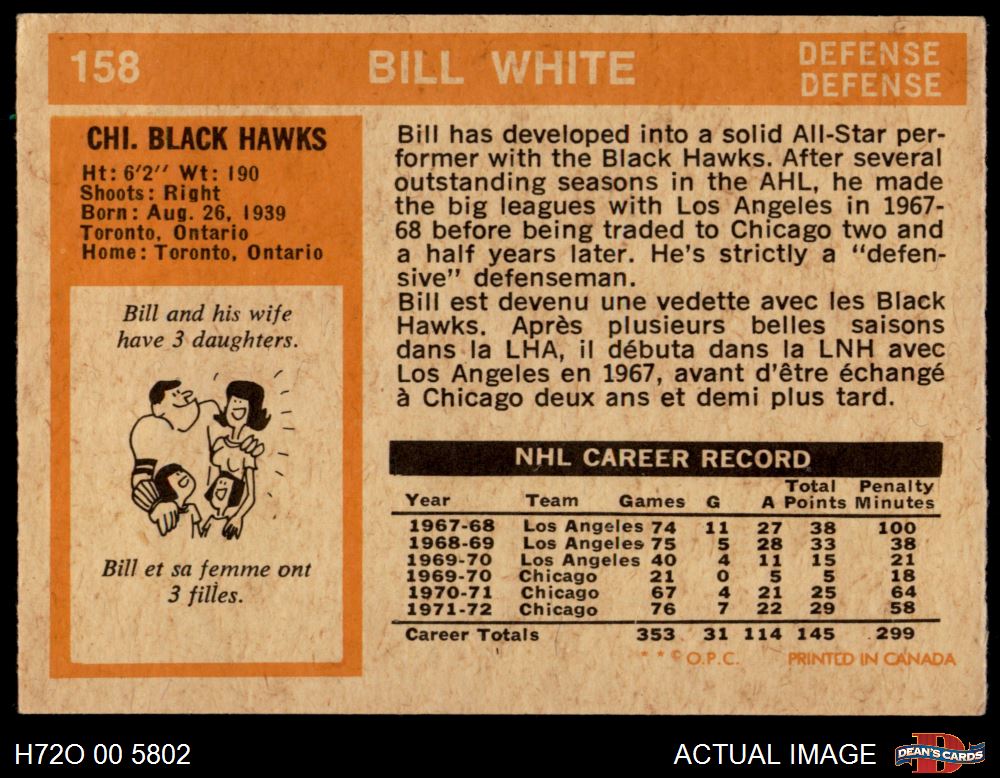 158 BILL WHITE DEFENSE
DEFENSE
CHI. BLACK HAWKS
Ht: 6'2'' Wt: 190
Shoots: Right
Born: Aug. 26, 1939
Toronto, Ontario
Home: Toronto, Ontario
Bill and his wife
have 3 daughters.
Bill et sa femme ont
3 filles.
Bill has developed into a solid All-Star per-
former with the Black Hawks. After several
outstanding seasons in the AHL, he made
the big leagues with Los Angeles in 1967-
68 before being traded to Chicago two and
a half years later. He's strictly a "defen-
sive" defenseman.
Bill est devenu une vedette avec les Black
Hawks. Après plusieurs belles saisons
dans la LHA, il débuta dans la LNH avec
Los Angeles en 1967, avant d'être échangé
à Chicago deux ans et demi plus tard.
NHL CAREER RECORD
Total Penalty
Year Team Games G A Points Minutes
1967-68 Los Angeles 74 11 27 38 100
1968-69 Los Angeles 75 5 28 33 38
1969-70 Los Angeles 40 4 11 15 21
1969-70 Chicago 21 0 5 5 18
1970-71 Chicago 67 4 21 25 64
1971-72 Chicago 76 7 22 29 58
Career Totals 353 31 114 145 299
* * © O.P.C. PRINTED IN CANADA
H72O 00 5802 ACTUAL IMAGE DEAN'S CARDS